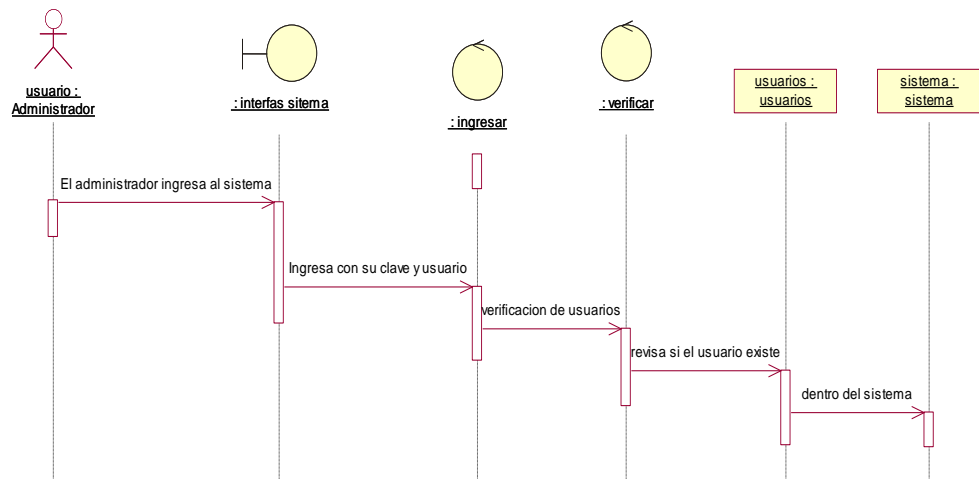 usuario :
Administrador
: interfas sitema
: ingresar
: verificar
usuarios :
usuarios
sistema :
sistema
El administrador ingresa al sistema
Ingresa con su clave y usuario
verificacion de usuarios
revisa si el usuario existe
dentro del sistema